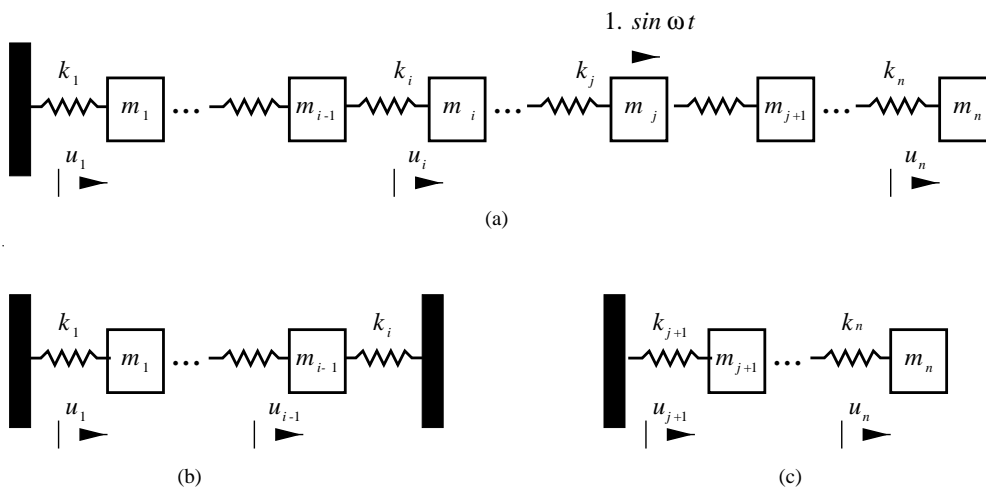 1. sin ωt
k₁ kᵢ kⱼ kₙ
m₁ ... mᵢ₋₁ mᵢ ... mⱼ mⱼ₊₁ ... mₙ
u₁ uᵢ uₙ
(a)
k₁ kᵢ kⱼ₊₁ kₙ
m₁ ... mᵢ₋₁ mⱼ₊₁ ... mₙ
u₁ uᵢ₋₁ uⱼ₊₁ uₙ
(b) (c)